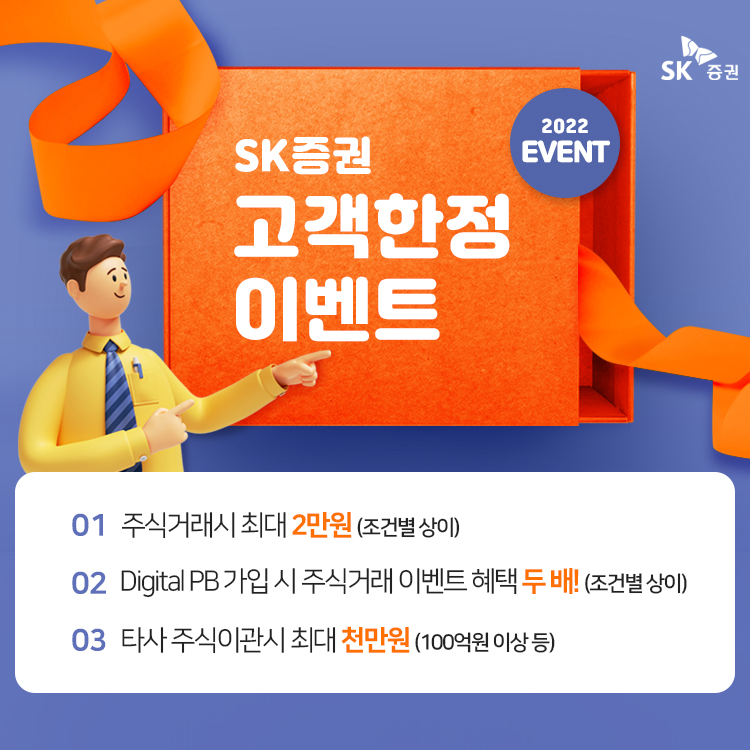 SK 증권
2022
EVENT
SK증권
고객한정
이벤트
01 주식거래시 최대 2만원 (조건별 상이)
02 Digital PB 가입 시 주식거래 이벤트 혜택 두 배! (조건별 상이)
03 타사 주식이관시 최대 천만원 (100억원 이상 등)